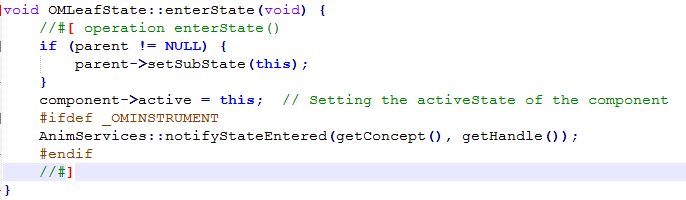 void OMLeafState::enterState(void) {
    //#[ operation enterState()
    if (parent != NULL) {
        parent->setSubState(this);
    }
    component->active = this;  // Setting the activeState of the component
    #ifdef _OMINSTRUMENT
    AnimServices::notifyStateEntered(getConcept(), getHandle());
    #endif
    //#]
}